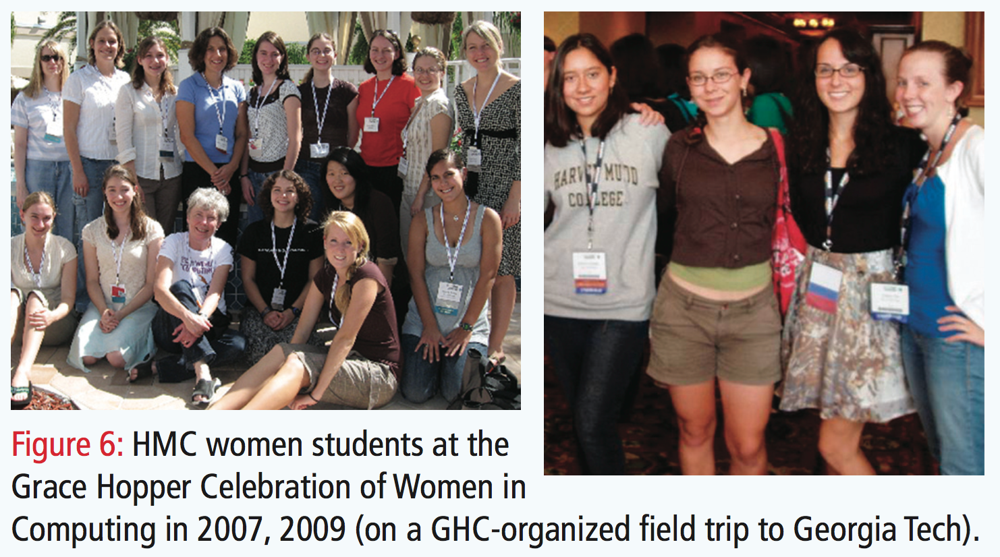 HARVEY MUDD
COLLEGE
Figure 6: HMC women students at the
Grace Hopper Celebration of Women in
Computing in 2007, 2009 (on a GHC-organized field trip to Georgia Tech).